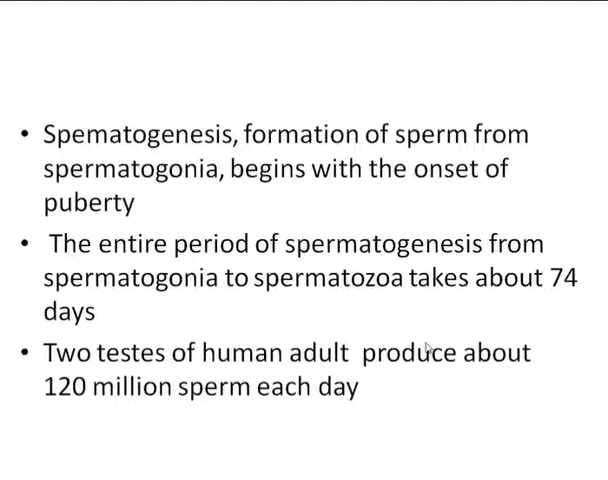 • Spematogenesis, formation of sperm from
spermatogonia, begins with the onset of
puberty
• The entire period of spermatogenesis from
spermatogonia to spermatozoa takes about 74
days
• Two testes of human adult produce about
120 million sperm each day